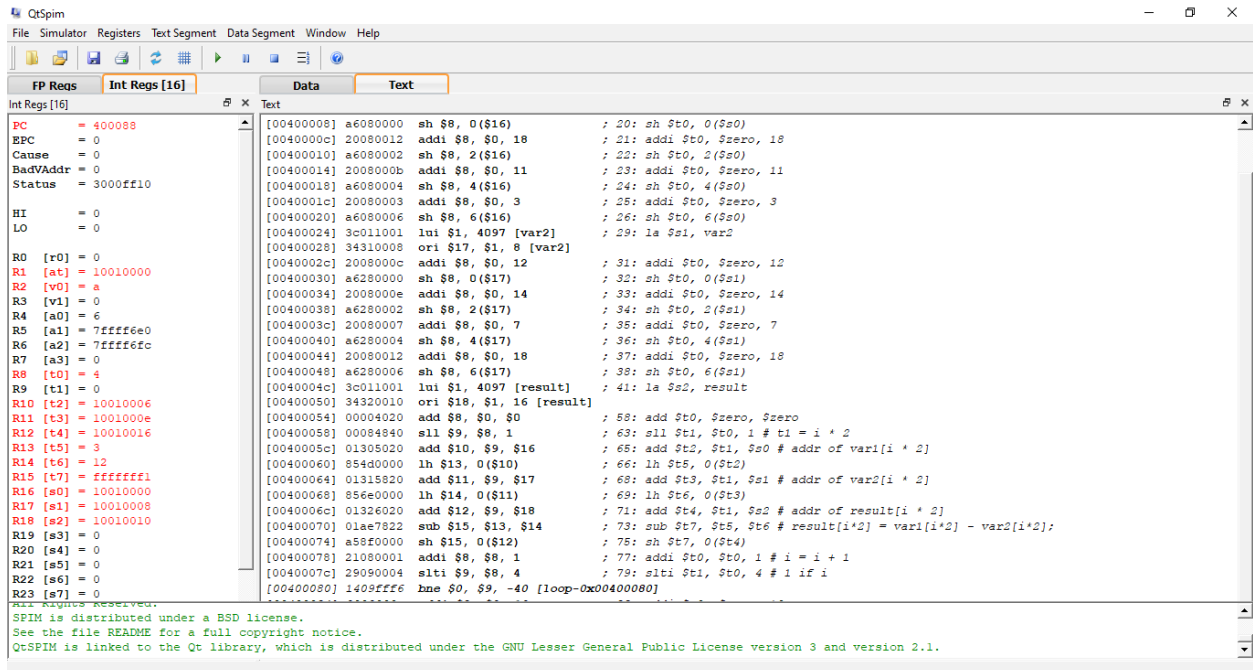 QtSpim
File Simulator Registers Text Segment Data Segment Window Help
FP Regs Int Regs [16] Data Text
Int Regs [16]
PC = 400088
EPC = 0
Cause = 0
BadVAddr = 0
Status = 3000ff10
HI = 0
LO = 0
R0 [r0] = 0
R1 [at] = 10010000
R2 [v0] = a
R3 [v1] = 0
R4 [a0] = 6
R5 [a1] = 7ffff6e0
R6 [a2] = 7ffff6fc
R7 [a3] = 0
R8 [t0] = 4
R9 [t1] = 0
R10 [t2] = 10010006
R11 [t3] = 1001000e
R12 [t4] = 10010016
R13 [t5] = 3
R14 [t6] = 12
R15 [t7] = fffffff1
R16 [s0] = 10010000
R17 [s1] = 10010008
R18 [s2] = 10010010
R19 [s3] = 0
R20 [s4] = 0
R21 [s5] = 0
R22 [s6] = 0
R23 [s7] = 0
Text
[00400008] a6080000 sh $8, 0($16) ; 20: sh $t0, 0($s0)
[0040000c] 20080012 addi $8, $0, 18 ; 21: addi $t0, $zero, 18
[00400010] a6080002 sh $8, 2($16) ; 22: sh $t0, 2($s0)
[00400014] 2008000b addi $8, $0, 11 ; 23: addi $t0, $zero, 11
[00400018] a6080004 sh $8, 4($16) ; 24: sh $t0, 4($s0)
[0040001c] 20080003 addi $8, $0, 3 ; 25: addi $t0, $zero, 3
[00400020] a6080006 sh $8, 6($16) ; 26: sh $t0, 6($s0)
[00400024] 3c011001 lui $1, 4097 [var2] ; 29: la $s1, var2
[00400028] 34310008 ori $17, $1, 8 [var2]
[0040002c] 2008000c addi $8, $0, 12 ; 31: addi $t0, $zero, 12
[00400030] a6280000 sh $8, 0($17) ; 32: sh $t0, 0($s1)
[00400034] 2008000e addi $8, $0, 14 ; 33: addi $t0, $zero, 14
[00400038] a6280002 sh $8, 2($17) ; 34: sh $t0, 2($s1)
[0040003c] 20080007 addi $8, $0, 7 ; 35: addi $t0, $zero, 7
[00400040] a6280004 sh $8, 4($17) ; 36: sh $t0, 4($s1)
[00400044] 20080012 addi $8, $0, 18 ; 37: addi $t0, $zero, 18
[00400048] a6280006 sh $8, 6($17) ; 38: sh $t0, 6($s1)
[0040004c] 3c011001 lui $1, 4097 [result] ; 41: la $s2, result
[00400050] 34320010 ori $18, $1, 16 [result]
[00400054] 00004020 add $8, $0, $0 ; 58: add $t0, $zero, $zero
[00400058] 00084840 sll $9, $8, 1 ; 63: sll $t1, $t0, 1 # t1 = i * 2
[0040005c] 01305020 add $10, $9, $16 ; 65: add $t2, $t1, $s0 # addr of var1[i * 2]
[00400060] 854d0000 lh $13, 0($10) ; 66: lh $t5, 0($t2)
[00400064] 01315820 add $11, $9, $17 ; 68: add $t3, $t1, $s1 # addr of var2[i * 2]
[00400068] 856e0000 lh $14, 0($11) ; 69: lh $t6, 0($t3)
[0040006c] 01326020 add $12, $9, $18 ; 71: add $t4, $t1, $s2 # addr of result[i * 2]
[00400070] 01ae7822 sub $15, $13, $14 ; 73: sub $t7, $t5, $t6 # result[i*2] = var1[i*2] - var2[i*2];
[00400074] a58f0000 sh $15, 0($12) ; 75: sh $t7, 0($t4)
[00400078] 21080001 addi $8, $8, 1 ; 77: addi $t0, $t0, 1 # i = i + 1
[0040007c] 29090004 slti $9, $8, 4 ; 79: slti $t1, $t0, 4 # 1 if i
[00400080] 1409fff6 bne $0, $9, -40 [loop-0x00400080]
All Rights Reserved.
SPIM is distributed under a BSD license.
See the file README for a full copyright notice.
QtSPIM is linked to the Qt library, which is distributed under the GNU Lesser General Public License version 3 and version 2.1.